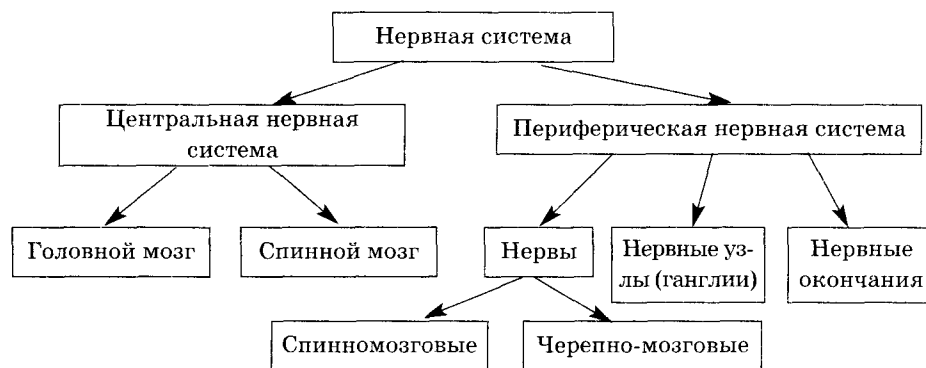 Нервная система
Центральная нервная
система
Периферическая нервная система
Головной мозг
Спинной мозг
Нервы
Нервные уз-
лы (ганглии)
Нервные
окончания
Спинномозговые
Черепно-мозговые